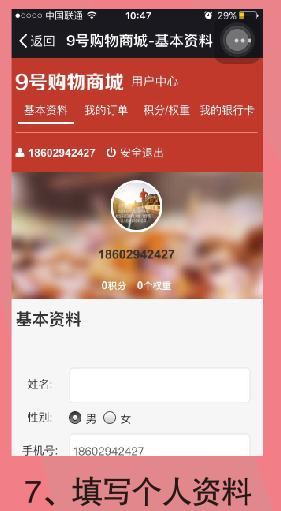 中国联通 10:47 29%
返回 9号购物商城-基本资料
9号购物商城 用户中心
基本资料 我的订单 积分/权重 我的银行卡
18602942427 安全退出
18602942427
0积分 0个权重
基本资料
姓名:
性别: 男 女
手机号: 18602942427
7、填写个人资料